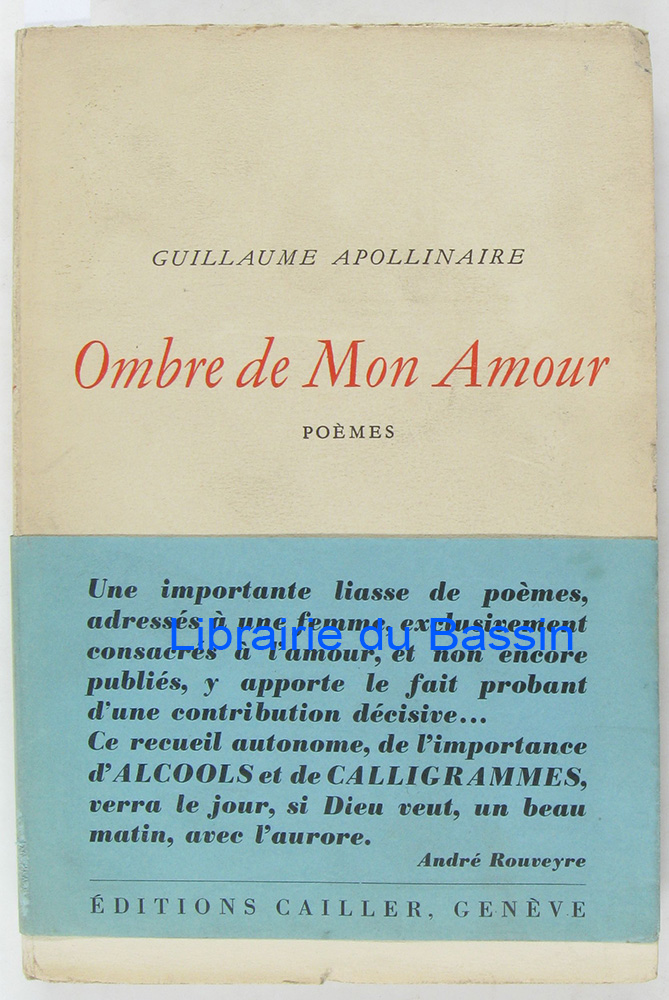 GUILLAUME APOLLINAIRE
Ombre de Mon Amour
POÈMES
Une importante liasse de poèmes,
adressés à une femme, exclusivement
consacrés à l'amour, et non encore
publiés, y apporte le fait probant
d'une contribution décisive...
Ce recueil autonome, de l'importance
d'ALCOOLS et de CALLIGRAMMES,
verra le jour, si Dieu veut, un beau
matin, avec l'aurore.
André Rouveyre
ÉDITIONS CAILLER, GENÈVE
Librairie du Bassin